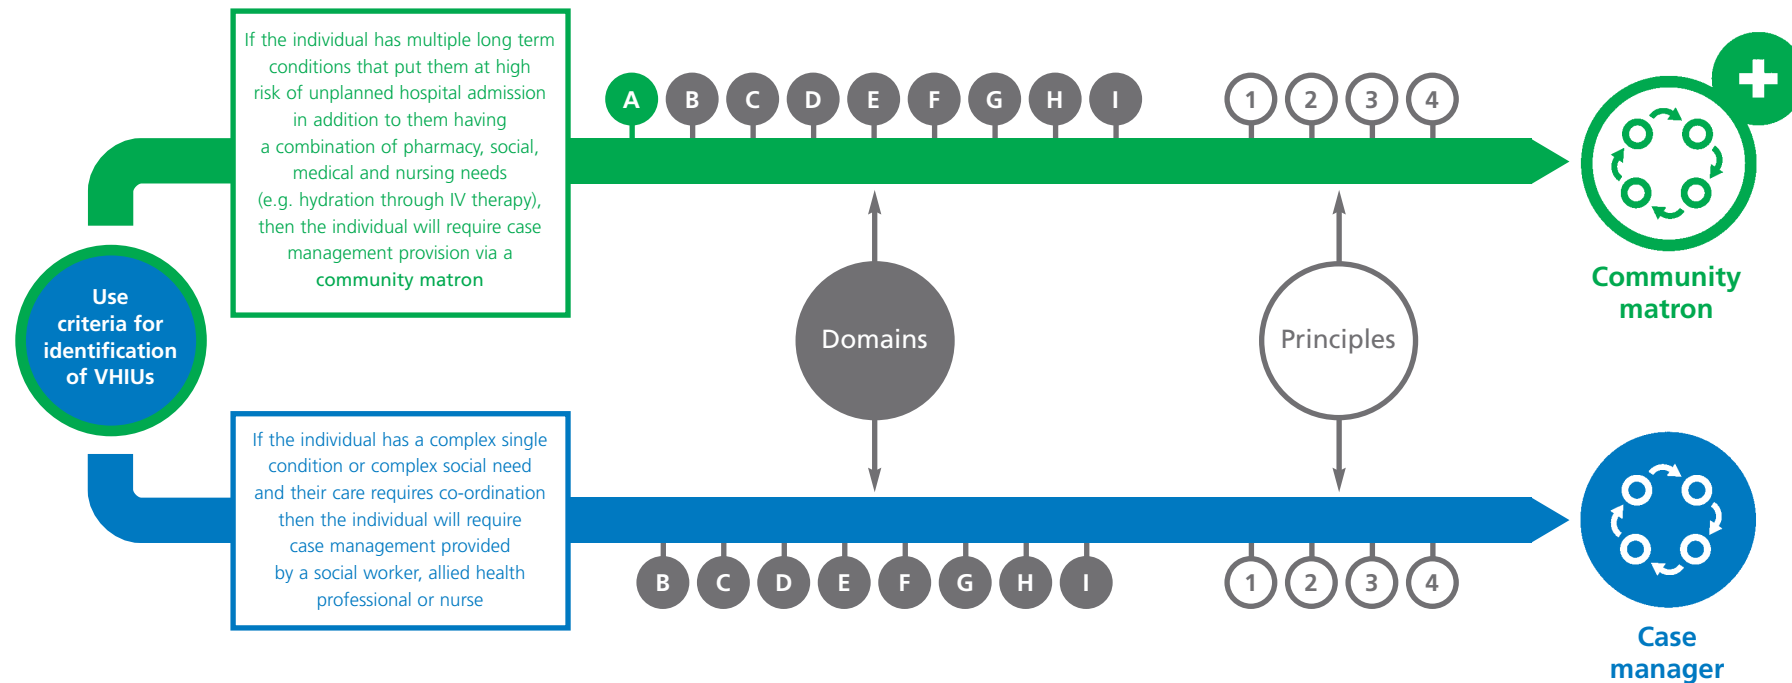 Use
criteria for
identification
of VHIUs
If the individual has multiple long term
conditions that put them at high
risk of unplanned hospital admission
in addition to them having
a combination of pharmacy, social,
medical and nursing needs
(e.g. hydration through IV therapy),
then the individual will require case
management provision via a
community matron
A B C D E F G H I
1 2 3 4
Community
matron
Domains
Principles
If the individual has a complex single
condition or complex social need
and their care requires co-ordination
then the individual will require
case management provided
by a social worker, allied health
professional or nurse
B C D E F G H I
1 2 3 4
Case
manager